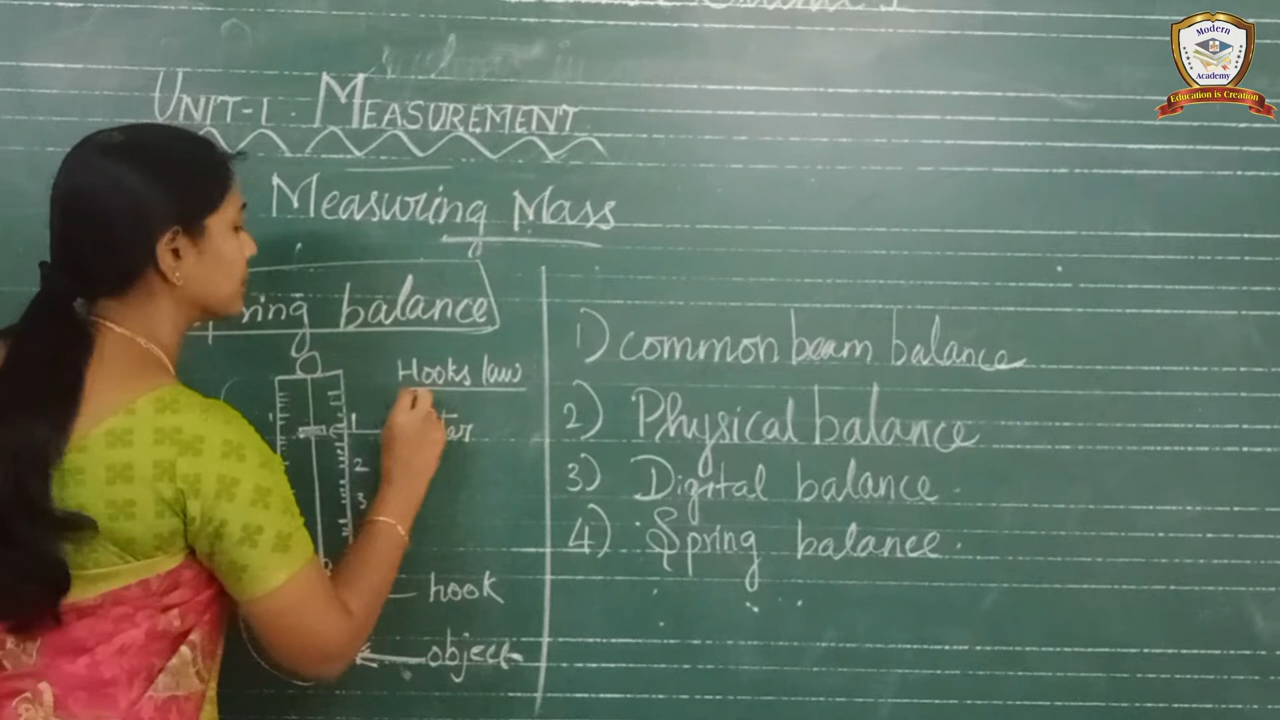 Modern
Academy
Education is Creation
UNIT-1. MEASUREMENT
Measuring Mass
balance
Hooks law
1
2
3
hook
object
1) common beam balance
2) Physical balance
3) Digital balance.
4) Spring balance.